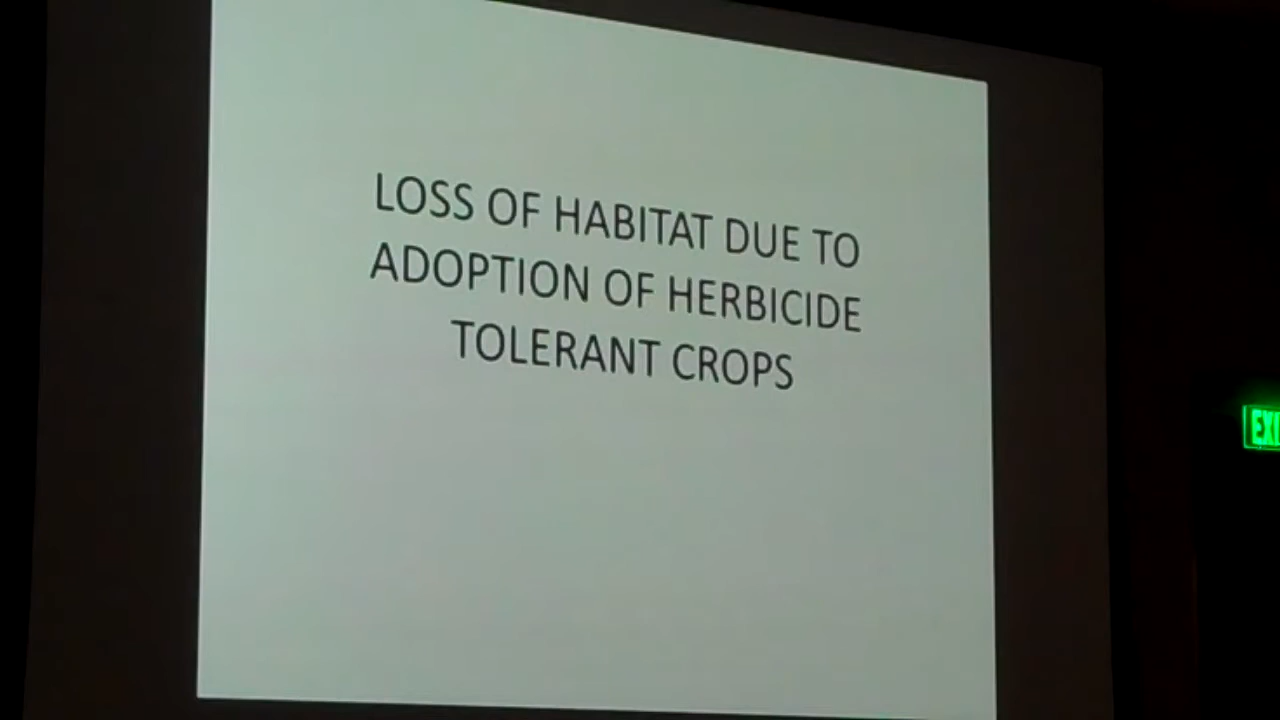 LOSS OF HABITAT DUE TO
ADOPTION OF HERBICIDE
TOLERANT CROPS